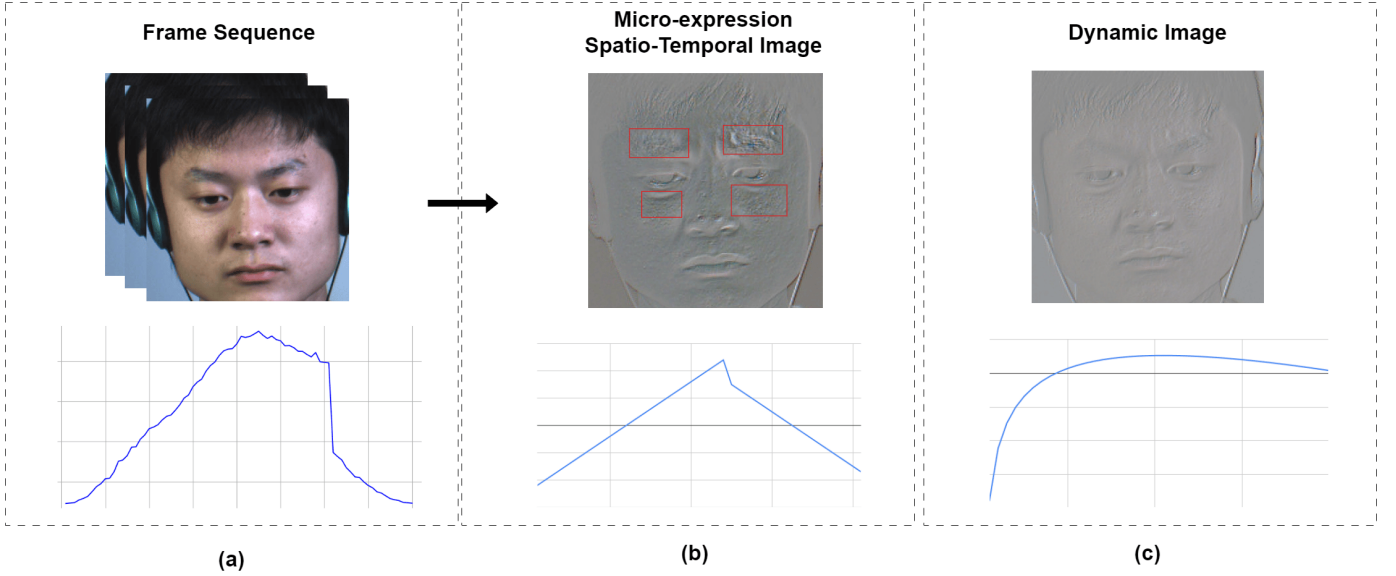 Frame Sequence
Micro-expression
Spatio-Temporal Image
Dynamic Image
(a)
(b)
(c)